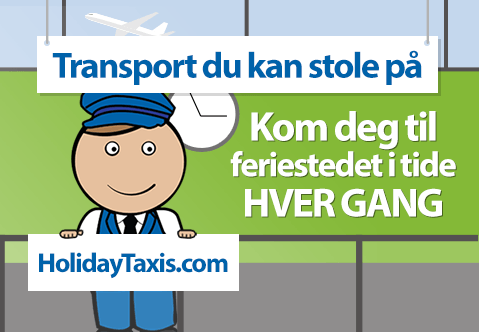 Transport du kan stole på
Kom deg til
feriestedet i tide
HVER GANG
HolidayTaxis.com